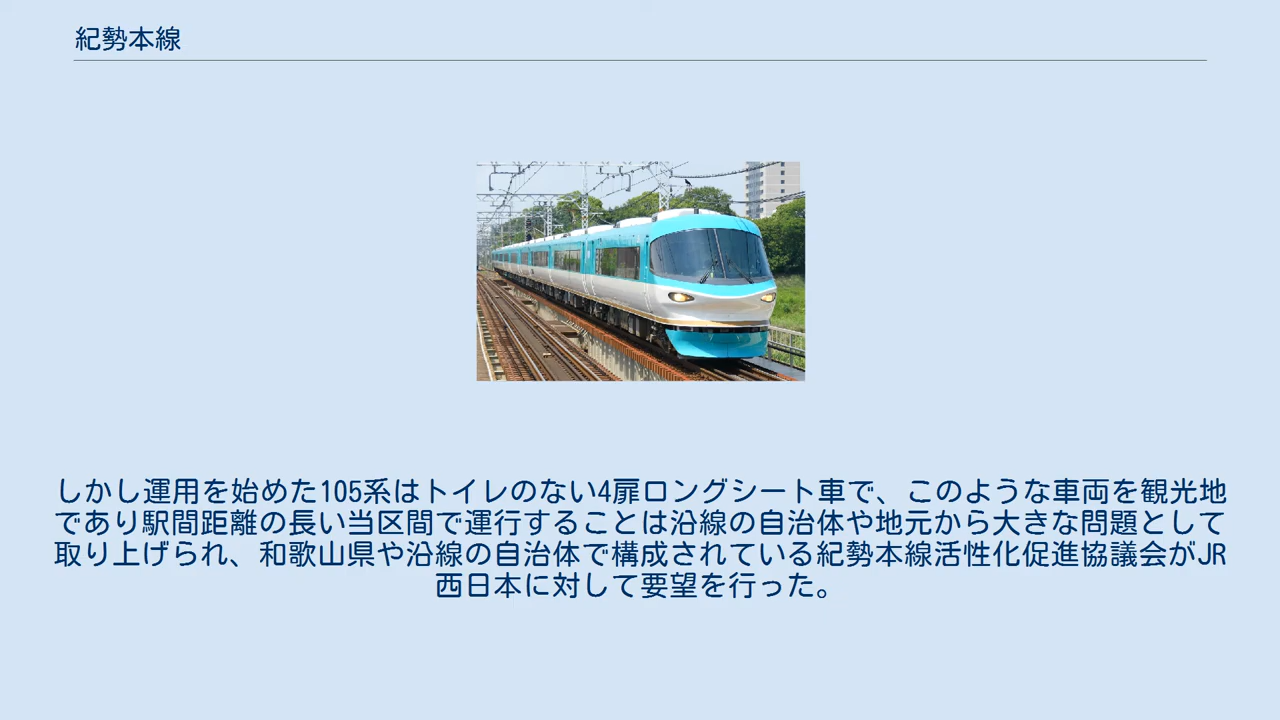 紀勢本線
しかし運用を始めた105系はトイレのない4扉ロングシート車で、このような車両を観光地
であり駅間距離の長い当区間で運行することは沿線の自治体や地元から大きな問題として
取り上げられ、和歌山県や沿線の自治体で構成されている紀勢本線活性化促進協議会がJR
西日本に対して要望を行った。